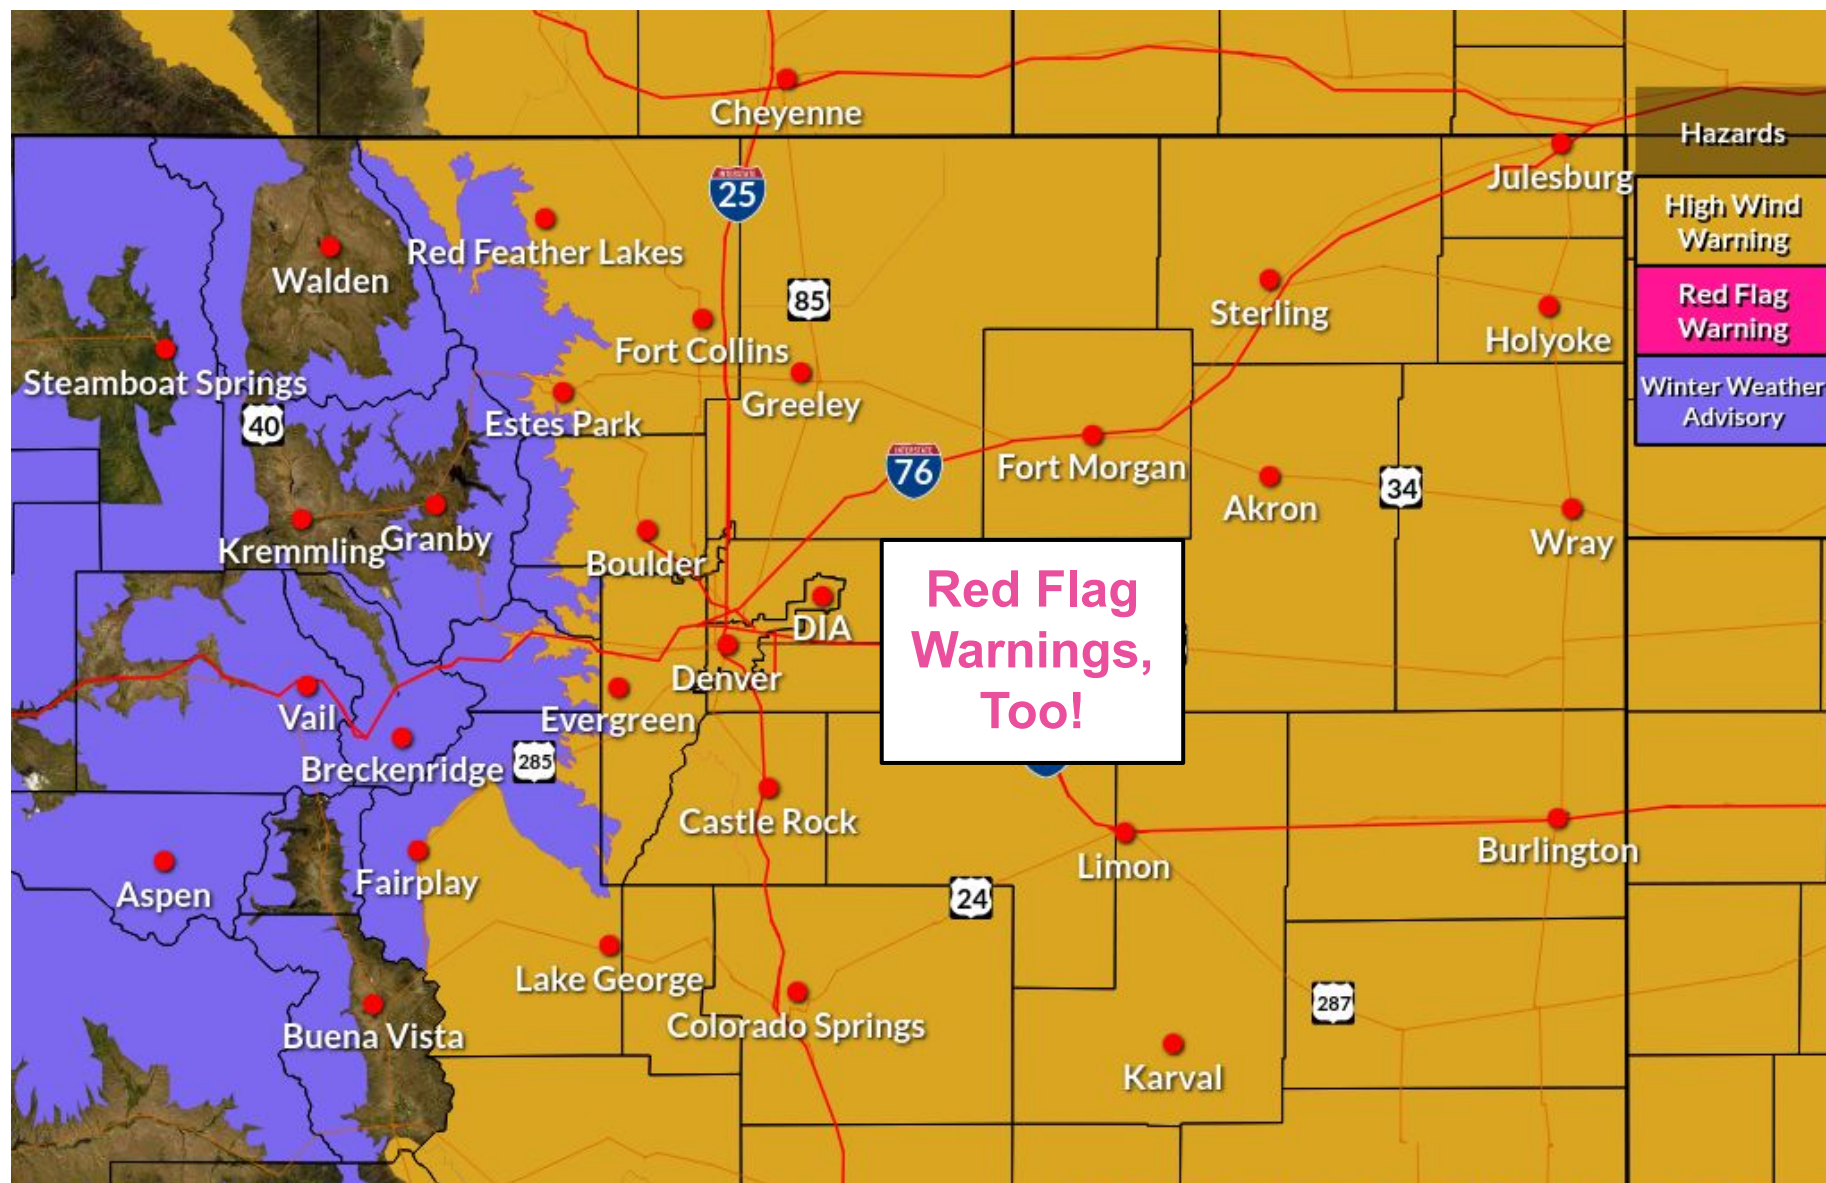 Cheyenne
INTERSTATE
25
Hazards
Julesburg
High Wind
Warning
Red Feather Lakes
Walden
85
Sterling
Red Flag
Warning
Fort Collins
Holyoke
Steamboat Springs
40
Greeley
Estes Park
Winter Weather
Advisory
INTERSTATE
76
Fort Morgan
34
Akron
Wray
Kremmling
Granby
Boulder
Red Flag
Warnings,
Too!
DIA
Denver
Vail
Evergreen
Breckenridge
285
Castle Rock
Limon
Burlington
Aspen
Fairplay
24
Lake George
Colorado Springs
287
Buena Vista
Karval